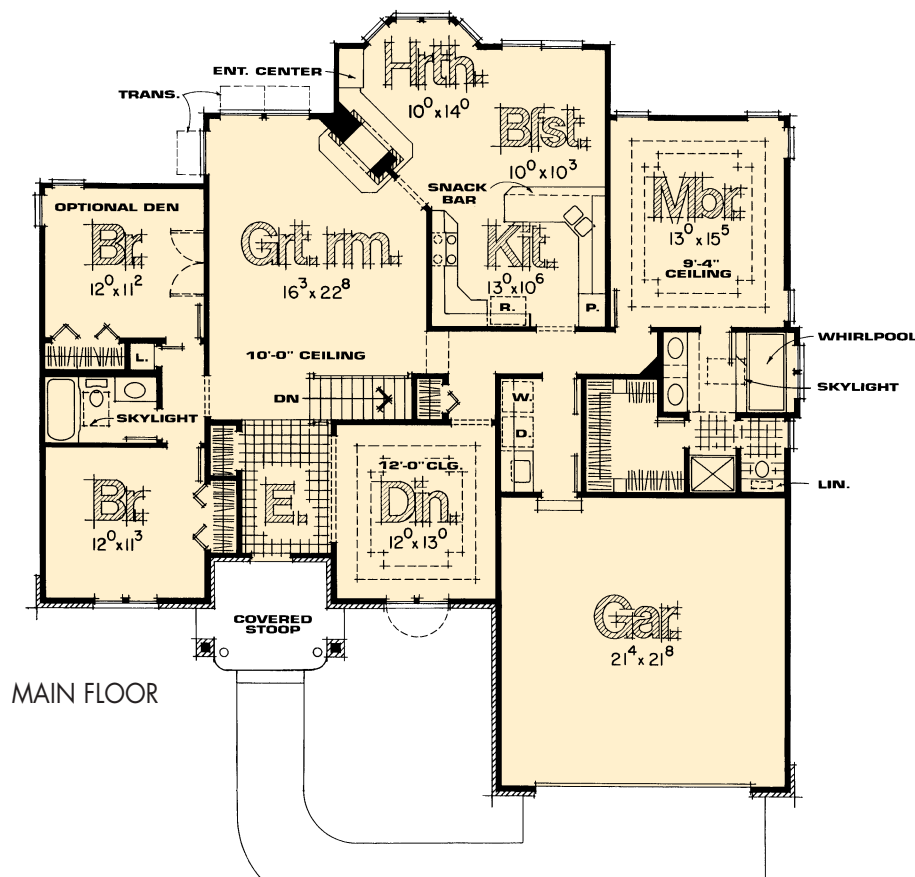 Hrth.
10⁰ x 14⁰
ENT. CENTER
TRANS.
Bfst.
10⁰ x 10³
SNACK
BAR
OPTIONAL DEN
Br.
12⁰ x 11²
Grt. rm.
16³ x 22⁸
10'-0" CEILING
Kit.
13⁰ x 10⁶
R.
P.
Mbr.
13⁰ x 15⁵
9'-4"
CEILING
WHIRLPOOL
SKYLIGHT
L.
SKYLIGHT
DN
W.
D.
LIN.
Br.
12⁰ x 11³
E.
12'-0" CLG.
Dn.
12⁰ x 13⁰
COVERED
STOOP
Gar.
21⁴ x 21⁸
MAIN FLOOR